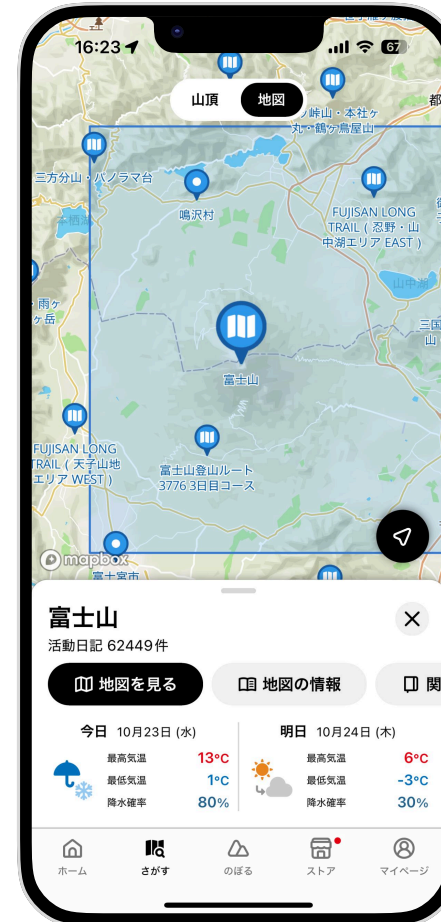 16:23
67
山頂
地図
峠山・本社ヶ
丸・鶴ヶ鳥屋山
都
三方分山・パノラマ台
鳴沢村
FUJISAN LONG
TRAIL ( 忍野・山
中湖エリア EAST )
本栖湖
山中湖
雨ヶ
ヶ岳
三国
山
富士山
FUJISAN LONG
TRAIL ( 天子山地
エリア WEST )
富士山登山ルート
3776 3日目コース
mapbox
富士宮市
富士山
活動日記 62449件
地図を見る
地図の情報
関
今日 10月23日 (水)
最高気温 13°C
最低気温 1°C
降水確率 80%
明日 10月24日 (木)
最高気温 6°C
最低気温 -3°C
降水確率 30%
ホーム
さがす
のぼる
ストア
マイページ